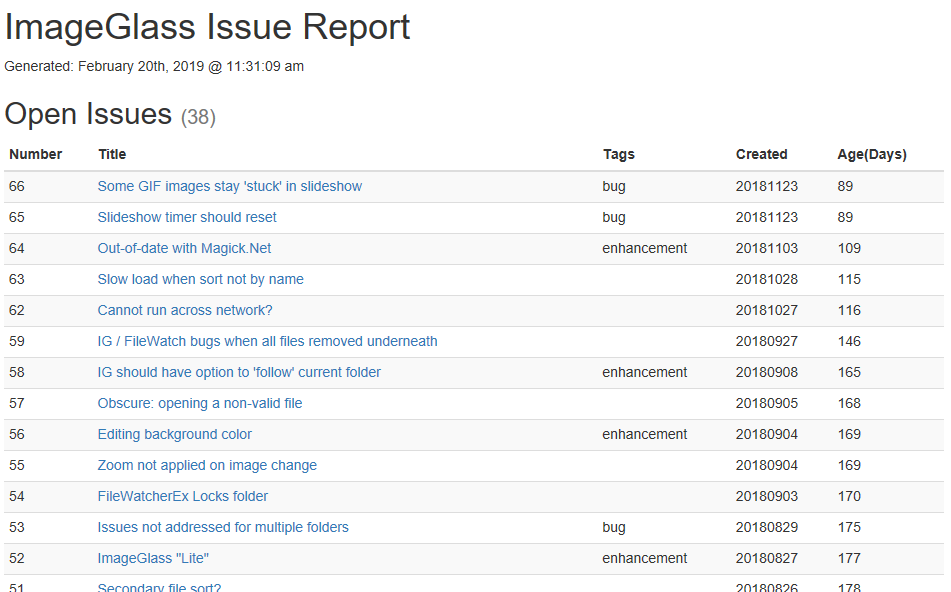 ImageGlass Issue Report
Generated: February 20th, 2019 @ 11:31:09 am
Open Issues (38)
Number Title Tags Created Age(Days)
66 Some GIF images stay 'stuck' in slideshow bug 20181123 89
65 Slideshow timer should reset bug 20181123 89
64 Out-of-date with Magick.Net enhancement 20181103 109
63 Slow load when sort not by name 20181028 115
62 Cannot run across network? 20181027 116
59 IG / FileWatch bugs when all files removed underneath 20180927 146
58 IG should have option to 'follow' current folder enhancement 20180908 165
57 Obscure: opening a non-valid file 20180905 168
56 Editing background color enhancement 20180904 169
55 Zoom not applied on image change 20180904 169
54 FileWatcherEx Locks folder 20180903 170
53 Issues not addressed for multiple folders bug 20180829 175
52 ImageGlass "Lite" enhancement 20180827 177
51 Secondary file sort? 20180826 178